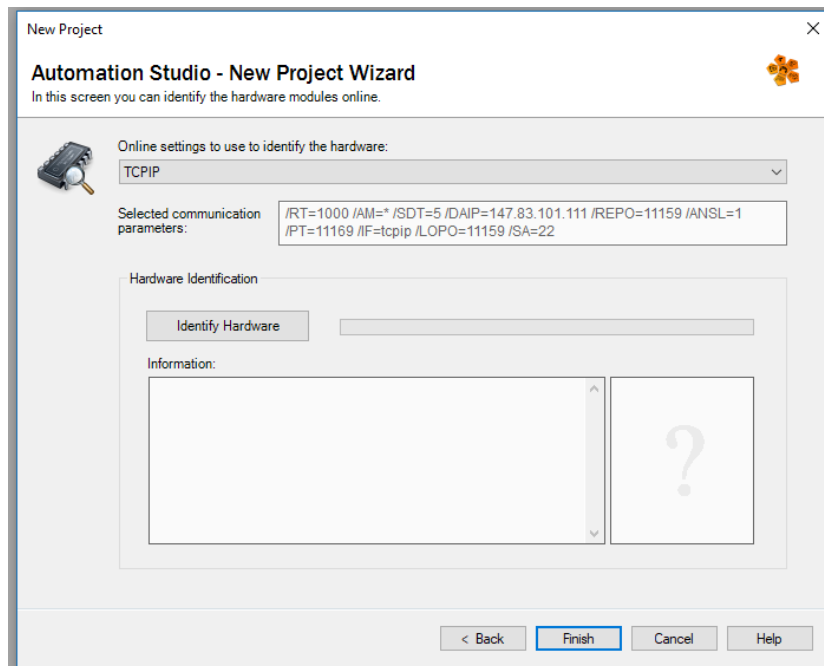 New Project
Automation Studio - New Project Wizard
In this screen you can identify the hardware modules online.
Online settings to use to identify the hardware:
TCPIP
Selected communication
parameters:
/RT=1000 /AM=* /SDT=5 /DAIP=147.83.101.111 /REPO=11159 /ANSL=1
/PT=11169 /IF=tcpip /LOPO=11159 /SA=22
Hardware Identification
Identify Hardware
Information:
?
< Back
Finish
Cancel
Help